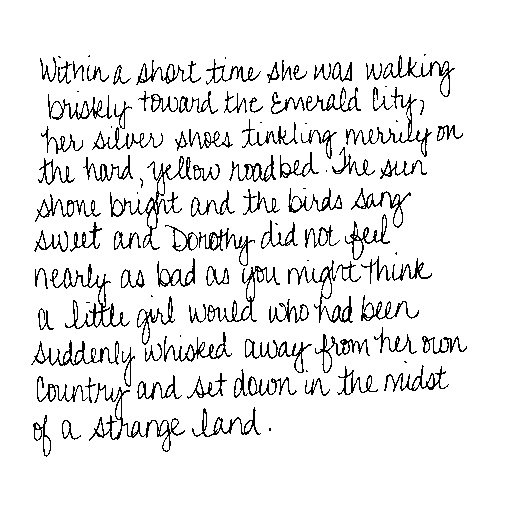 Within a short time she was walking
briskly toward the Emerald City,
her silver shoes tinkling merrily on
the hard, yellow roadbed. The sun
shone bright and the birds sang
sweet and Dorothy did not feel
nearly as bad as you might think
a little girl would who had been
suddenly whisked away from her own
country and set down in the midst
of a strange land.